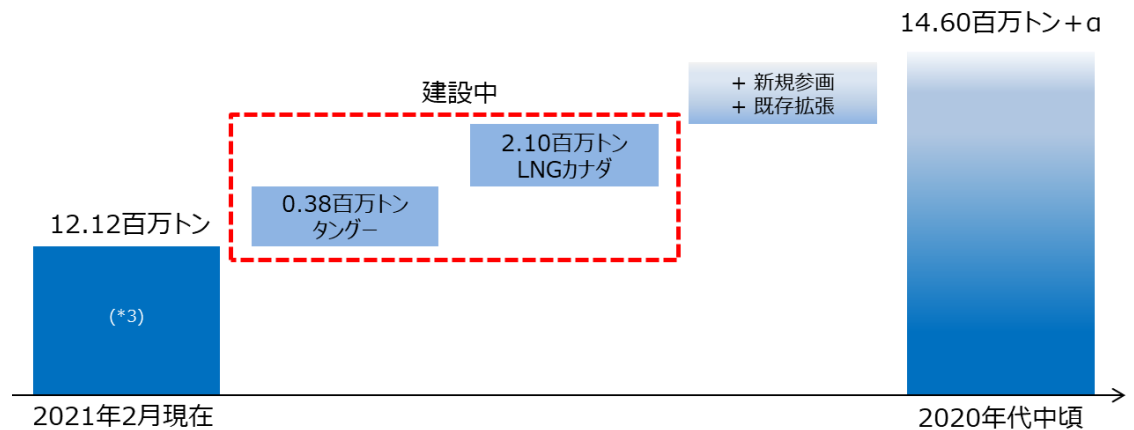 14.60百万トン+α
建設中
+ 新規参画
+ 既存拡張
2.10百万トン
LNGカナダ
0.38百万トン
タングー
12.12百万トン
(*3)
2021年2月現在
2020年代中頃